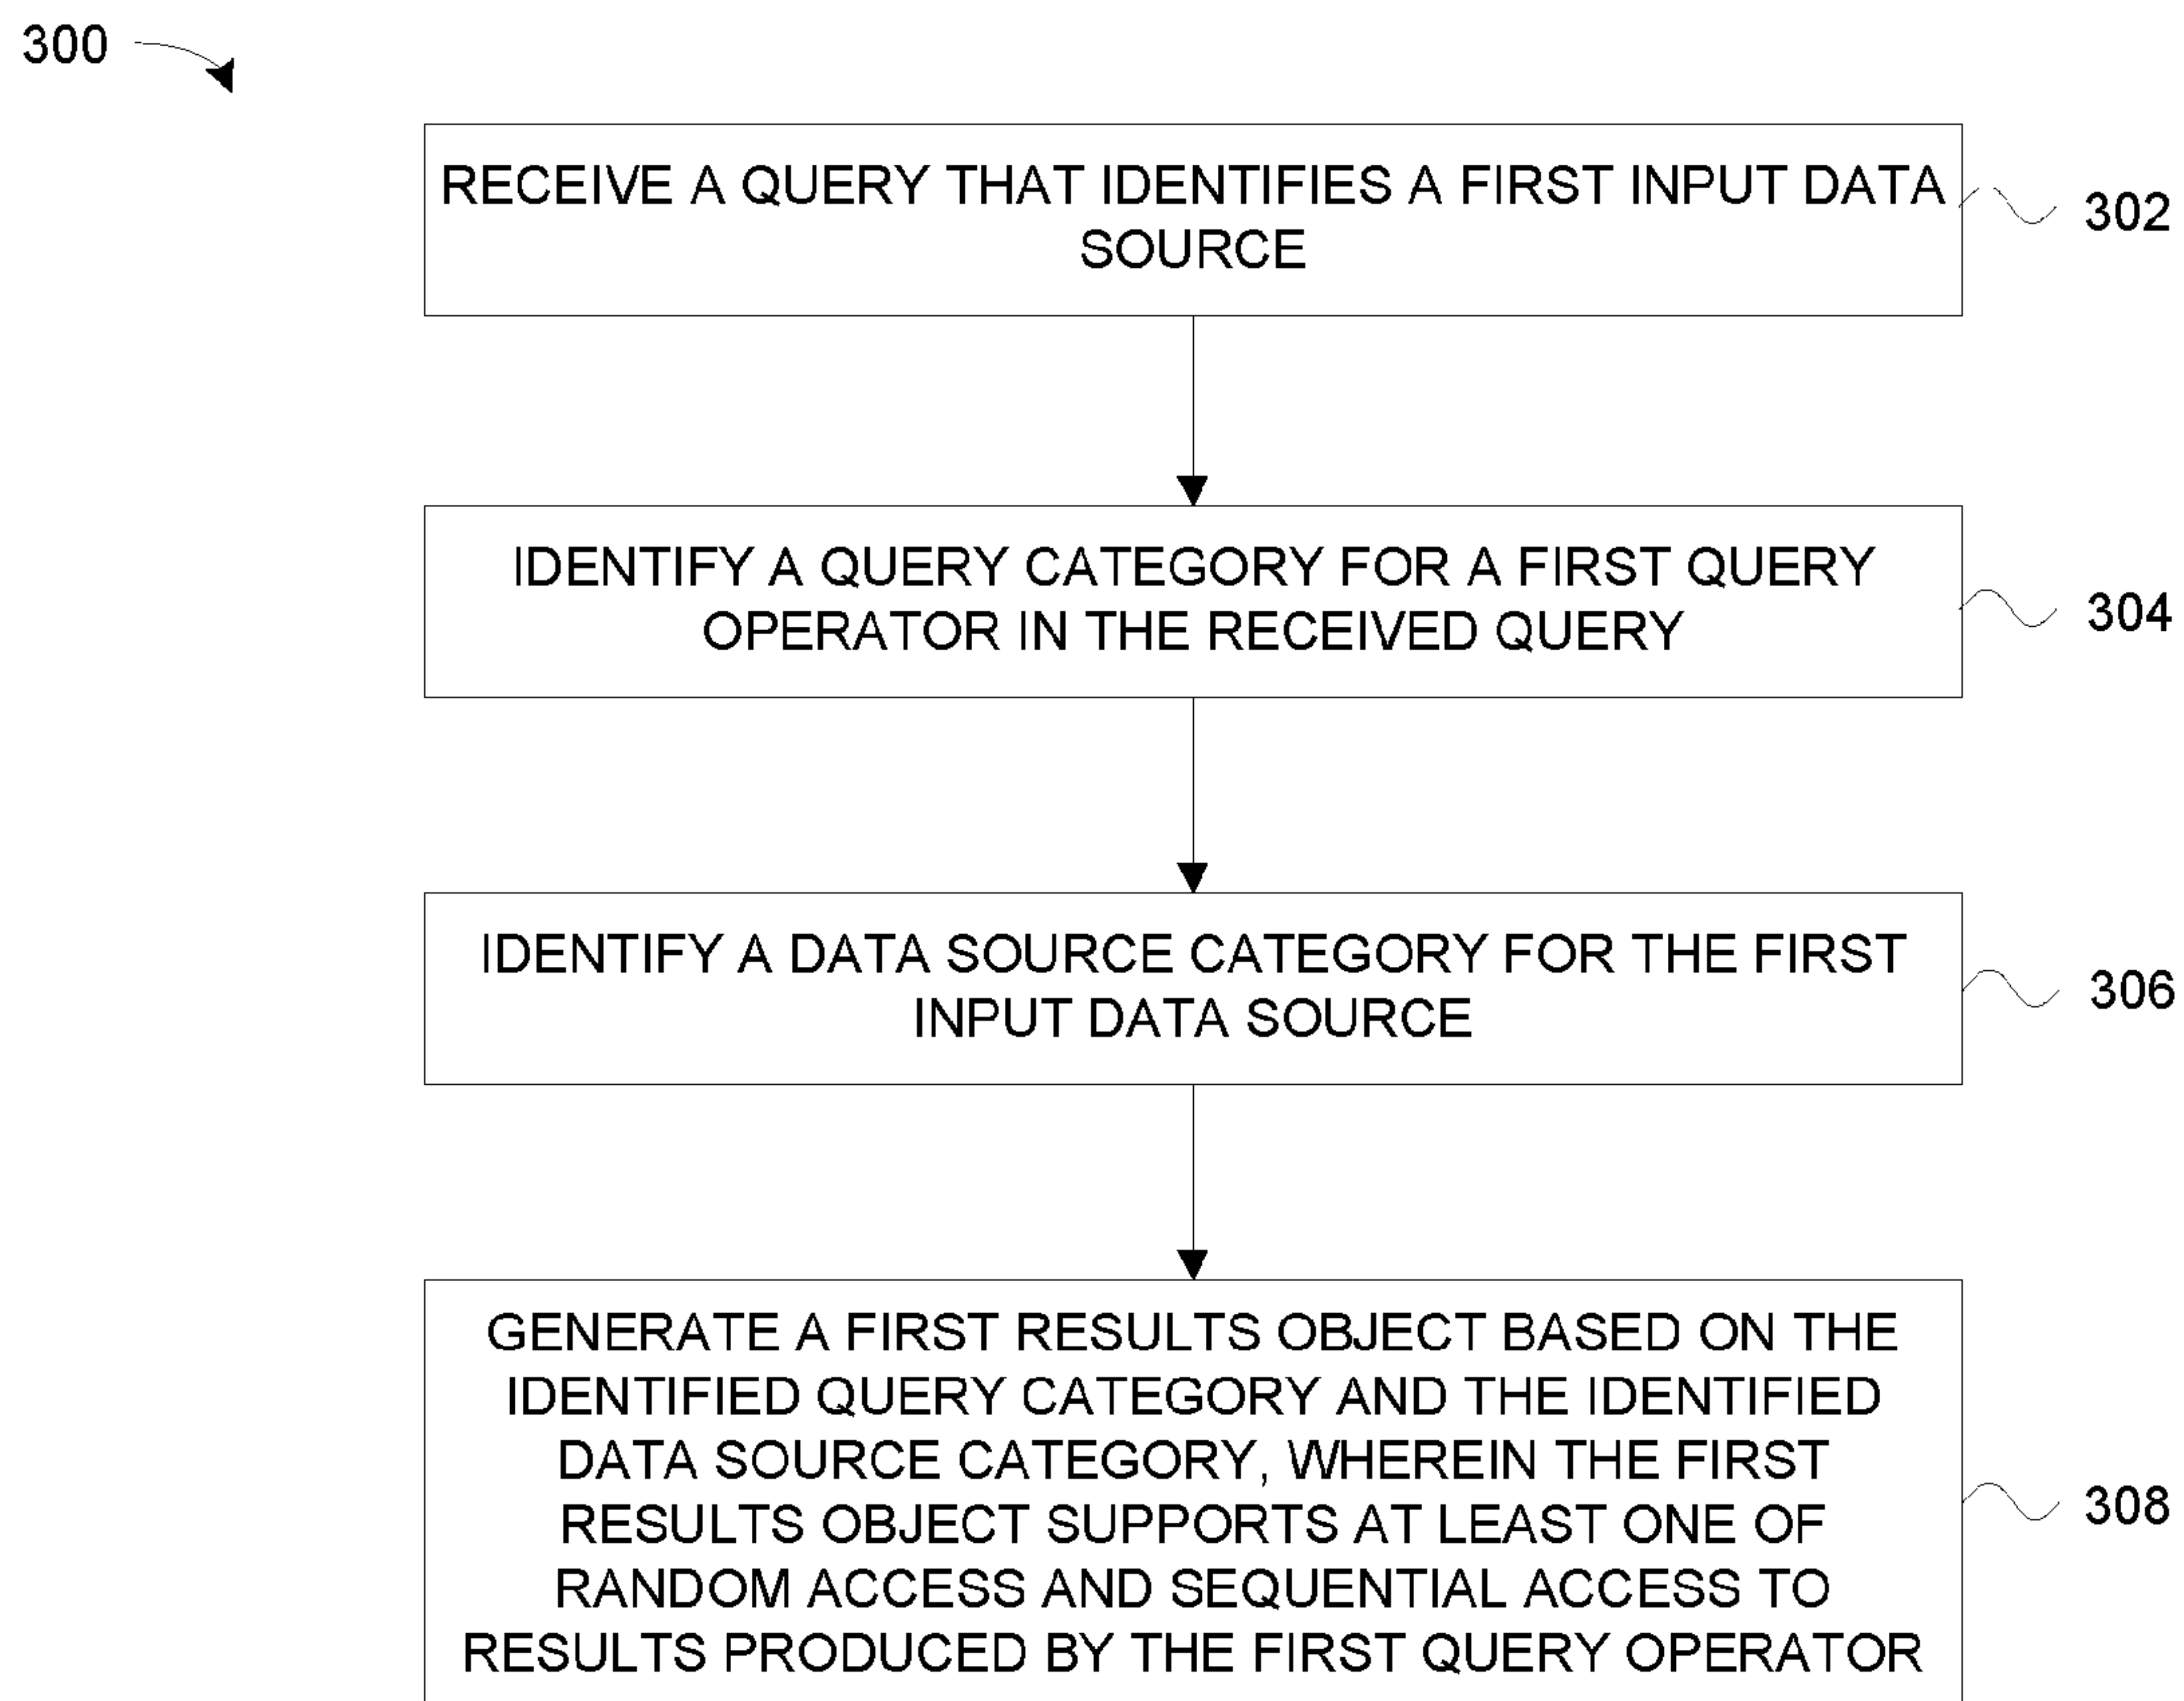 300
RECEIVE A QUERY THAT IDENTIFIES A FIRST INPUT DATA
SOURCE
302
IDENTIFY A QUERY CATEGORY FOR A FIRST QUERY
OPERATOR IN THE RECEIVED QUERY
304
IDENTIFY A DATA SOURCE CATEGORY FOR THE FIRST
INPUT DATA SOURCE
306
GENERATE A FIRST RESULTS OBJECT BASED ON THE
IDENTIFIED QUERY CATEGORY AND THE IDENTIFIED
DATA SOURCE CATEGORY, WHEREIN THE FIRST
RESULTS OBJECT SUPPORTS AT LEAST ONE OF
RANDOM ACCESS AND SEQUENTIAL ACCESS TO
RESULTS PRODUCED BY THE FIRST QUERY OPERATOR
308